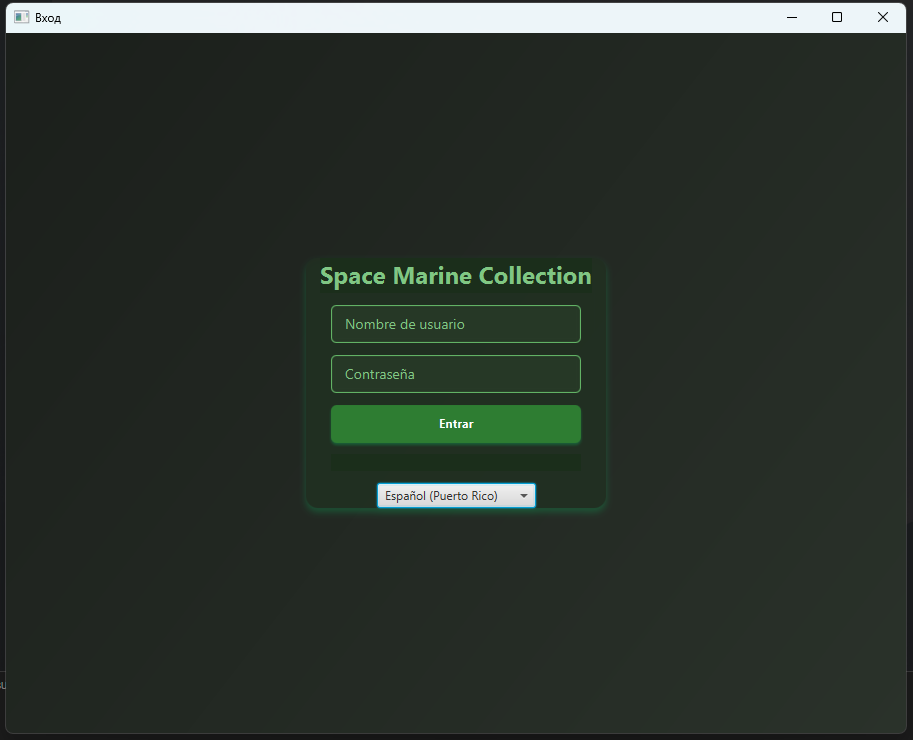 Вход
Space Marine Collection
Nombre de usuario
Contraseña
Entrar
Español (Puerto Rico)